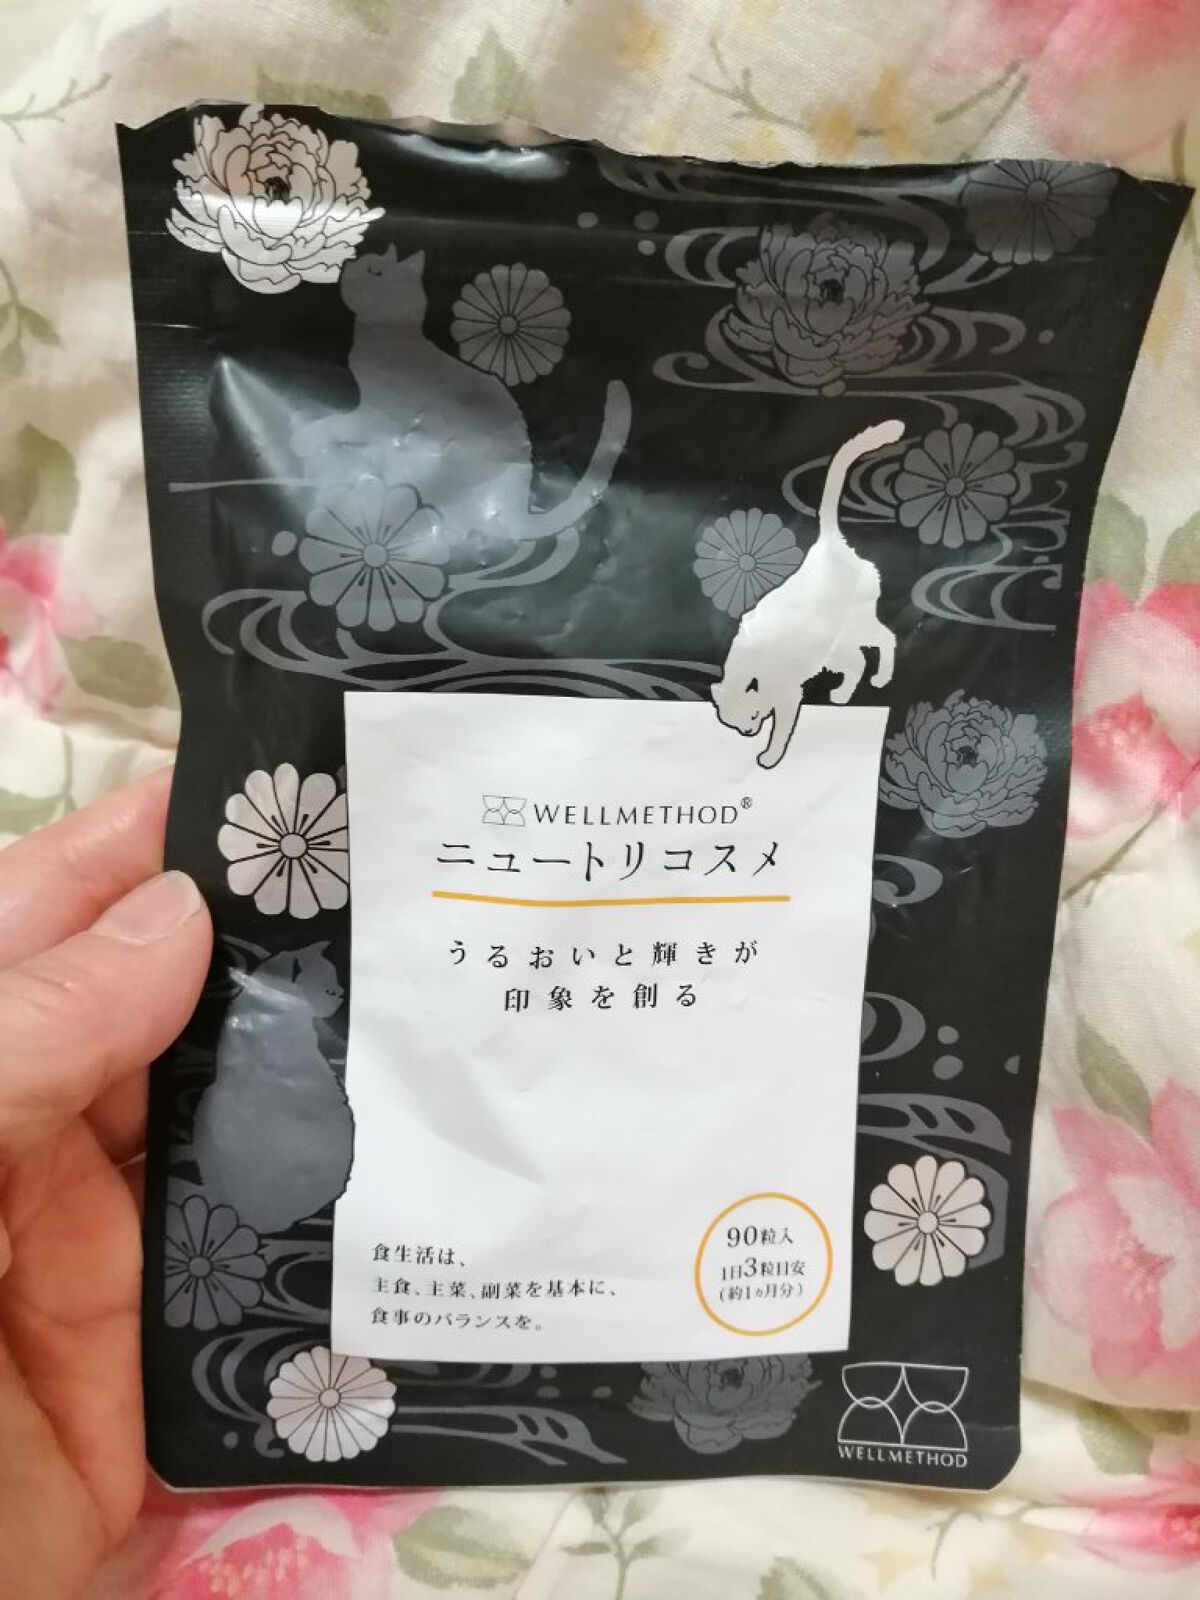 WELLMETHOD®
ニュートリコスメ
うるおいと輝きが
印象を創る
90粒入
1日3粒目安
(約1ヵ月分)
食生活は、
主食、主菜、副菜を基本に、
食事のバランスを。
WELLMETHOD